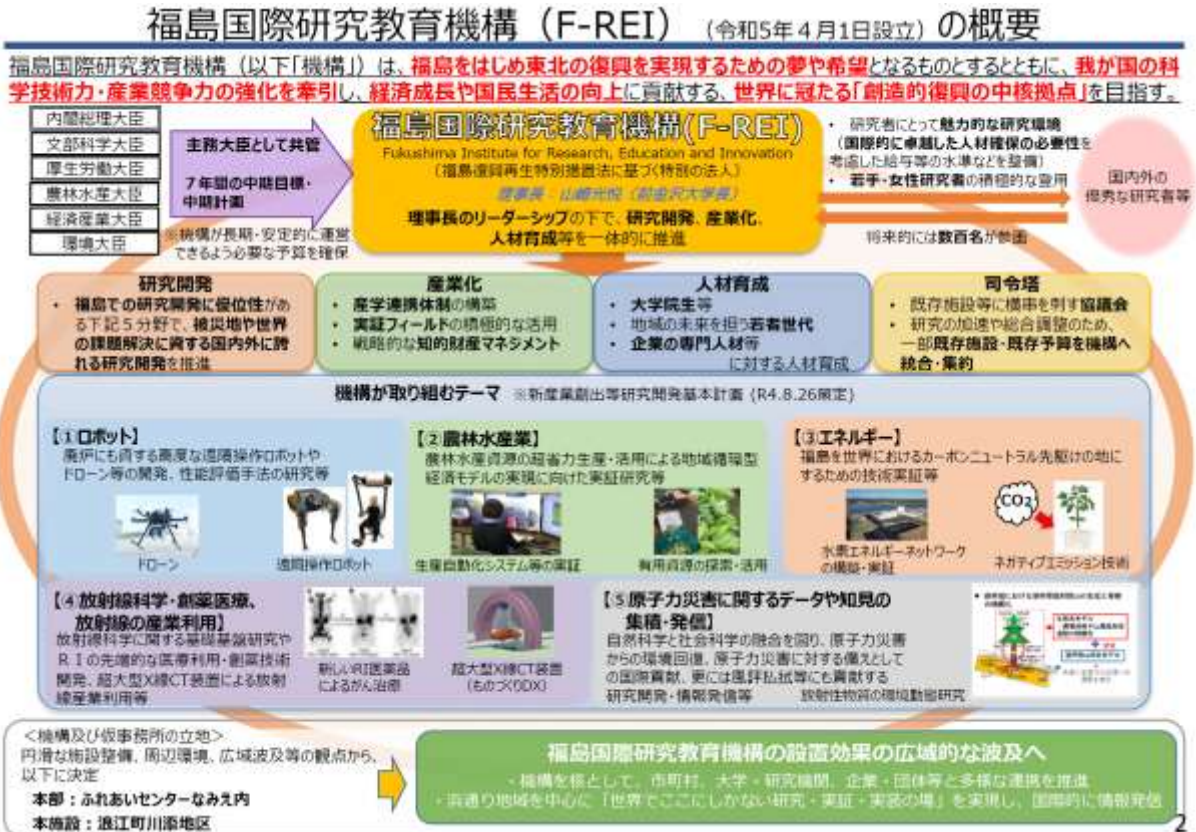 福島国際研究教育機構（F-REI）（令和5年４月1日設立）の概要
福島国際研究教育機構（以下「機構」）は、福島をはじめ東北の復興を実現するための夢や希望となるものとするとともに、我が国の科
学技術力・産業競争力の強化を牽引し、経済成長や国民生活の向上に貢献する、世界に冠たる「創造的復興の中核拠点」を目指す。
内閣総理大臣
文部科学大臣
厚生労働大臣
農林水産大臣
経済産業大臣
環境大臣
主務大臣として共管
７年間の中期目標・
中期計画
※機構が長期・安定的に運営
できるよう必要な予算を確保
福島国際研究教育機構(F-REI)
Fukushima Institute for Research, Education and Innovation
（福島復興再生特別措置法に基づく特別の法人）
理事長：山崎光悦（前金沢大学長）
理事長のリーダーシップの下で、研究開発、産業化、
人材育成等を一体的に推進
• 研究者にとって魅力的な研究環境
（国際的に卓越した人材確保の必要性を
考慮した給与等の水準などを整備）
• 若手・女性研究者の積極的な登用
将来的には数百名が参画
国内外の
優秀な研究者等
研究開発
• 福島での研究開発に優位性があ
る下記５分野で、被災地や世界
の課題解決に資する国内外に誇
れる研究開発を推進
産業化
• 産学連携体制の構築
• 実証フィールドの積極的な活用
• 戦略的な知的財産マネジメント
人材育成
• 大学院生等
• 地域の未来を担う若者世代
• 企業の専門人材等
に対する人材育成
司令塔
• 既存施設等に横串を刺す協議会
• 研究の加速や総合調整のため、
一部既存施設・既存予算を機構へ
統合・集約
機構が取り組むテーマ ※新産業創出等研究開発基本計画 (R4.8.26策定)
【①ロボット】
廃炉にも資する高度な遠隔操作ロボットや
ドローン等の開発、性能評価手法の研究等
ドローン
遠隔操作ロボット
【②農林水産業】
農林水産資源の超省力生産・活用による地域循環型
経済モデルの実現に向けた実証研究等
生産自動化システム等の実証
有用資源の探索・活用
【③エネルギー】
福島を世界におけるカーボンニュートラル先駆けの地に
するための技術実証等
CO2
水素エネルギーネットワーク
の構築・実証
ネガティブエミッション技術
【④放射線科学・創薬医療、
放射線の産業利用】
放射線科学に関する基礎基盤研究や
ＲＩの先端的な医療利用・創薬技術
開発、超大型X線CT装置による放射
線産業利用等
新しいRI医薬品
によるがん治療
超大型X線CT装置
（ものづくりDX）
【⑤原子力災害に関するデータや知見の
集積・発信】
自然科学と社会科学の融合を図り、原子力災害
からの環境回復、原子力災害に対する備えとして
の国際貢献、更には風評払拭等にも貢献する
研究開発・情報発信等
放射性物質の環境動態研究
＜機構及び仮事務所の立地＞
円滑な施設整備、周辺環境、広域波及等の観点から、
以下に決定
本部：ふれあいセンターなみえ内
本施設：浪江町川添地区
福島国際研究教育機構の設置効果の広域的な波及へ
・機構を核として、市町村、大学・研究機関、企業・団体等と多様な連携を推進
・浜通り地域を中心に「世界でここにしかない研究・実証・実装の場」を実現し、国際的に情報発信
2